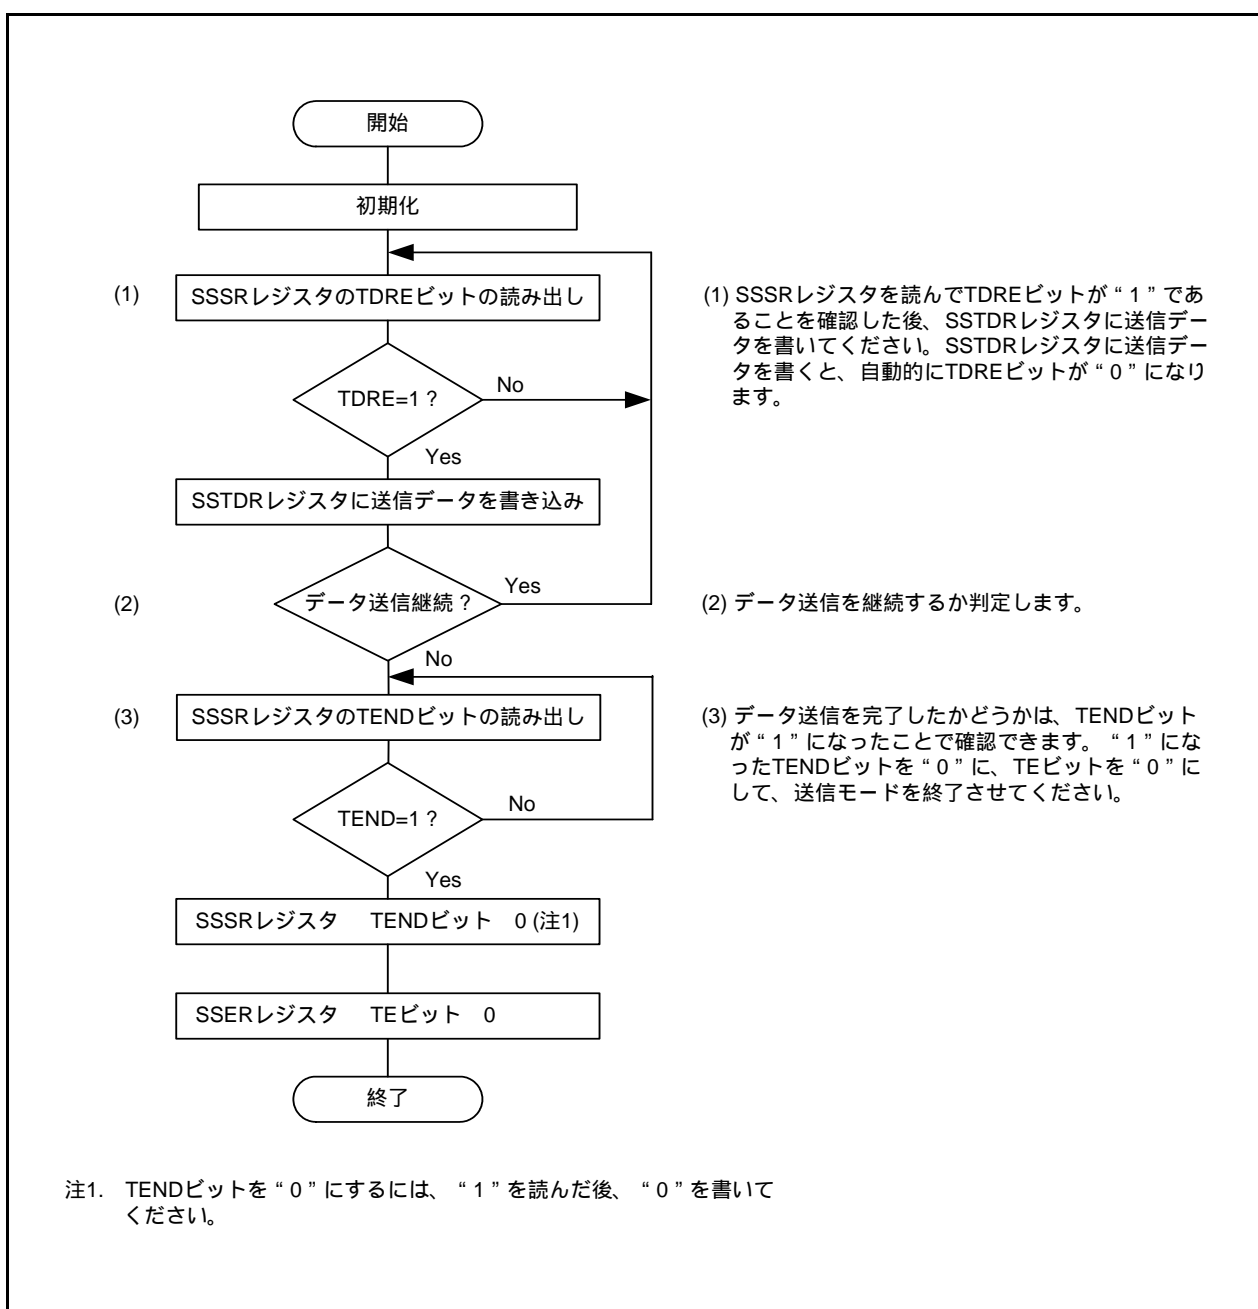 開始
初期化
(1)
SSSRレジスタのTDREビットの読み出し
TDRE=1 ?
No
Yes
SSTDRレジスタに送信データを書き込み
(2)
データ送信継続 ?
Yes
No
(3)
SSSRレジスタのTENDビットの読み出し
TEND=1 ?
No
Yes
SSSRレジスタ TENDビット 0 (注1)
SSERレジスタ TEビット 0
終了
(1) SSSRレジスタを読んでTDREビットが“1”であ
ることを確認した後、SSTDRレジスタに送信デー
タを書いてください。SSTDRレジスタに送信デー
タを書くと、自動的にTDREビットが“0”になり
ます。
(2) データ送信を継続するか判定します。
(3) データ送信を完了したかどうかは、TENDビット
が“1”になったことで確認できます。“1”にな
ったTENDビットを“0”に、TEビットを“0”に
して、送信モードを終了させてください。
注1. TENDビットを“0”にするには、“1”を読んだ後、“0”を書いて
ください。